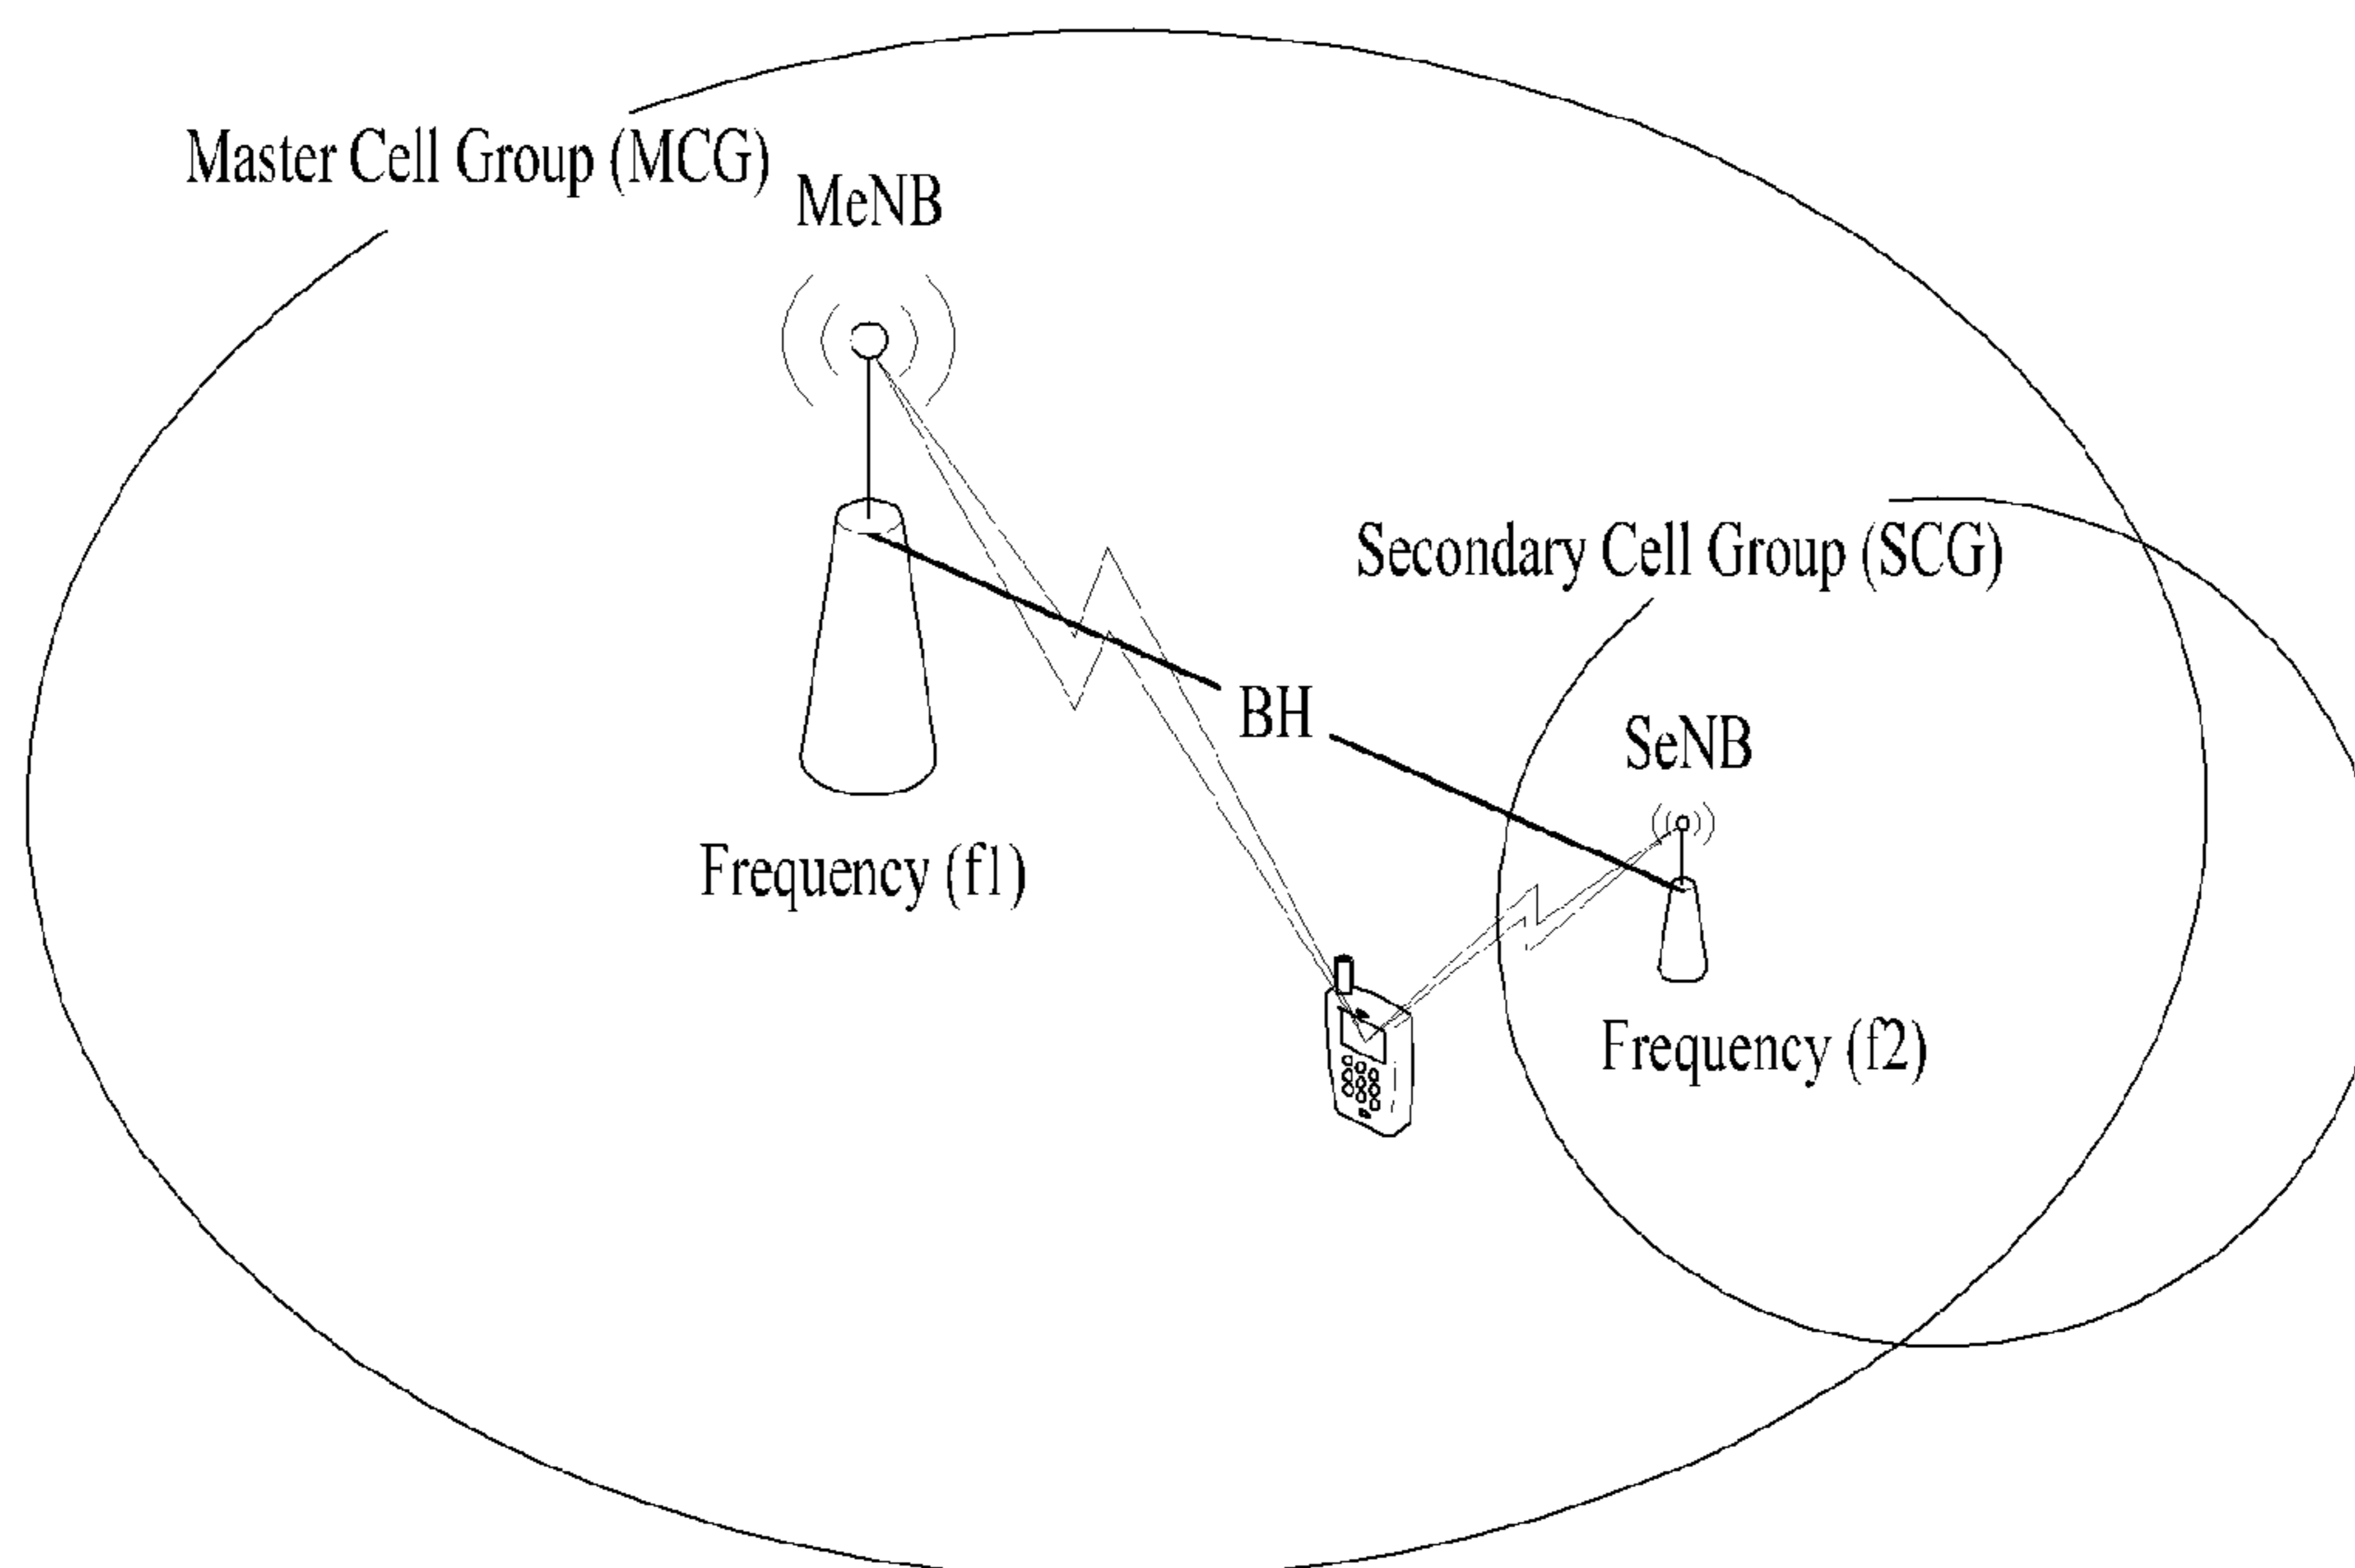 Master Cell Group (MCG)
MeNB
Secondary Cell Group (SCG)
BH
SeNB
Frequency (f1)
Frequency (f2)